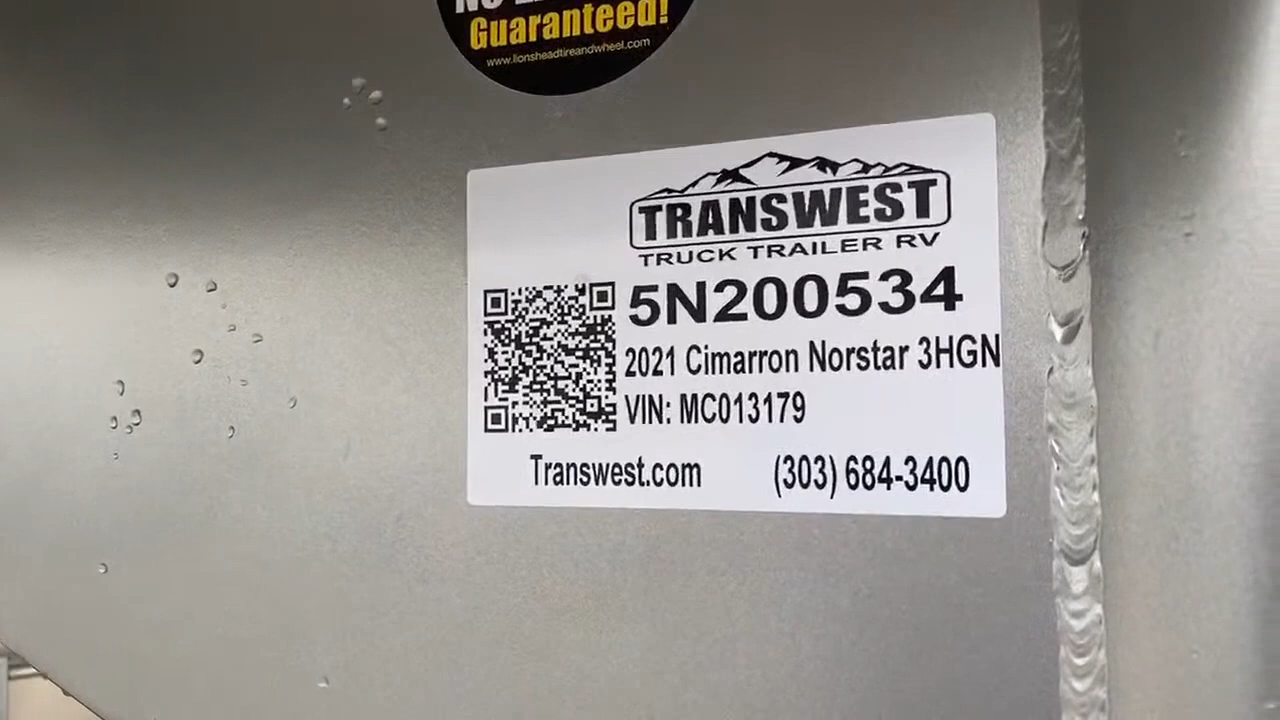 Guaranteed!
www.lionsheadtireandwheel.com
TRANSWEST
TRUCK TRAILER RV
5N200534
2021 Cimarron Norstar 3HGN
VIN: MC013179
Transwest.com (303) 684-3400